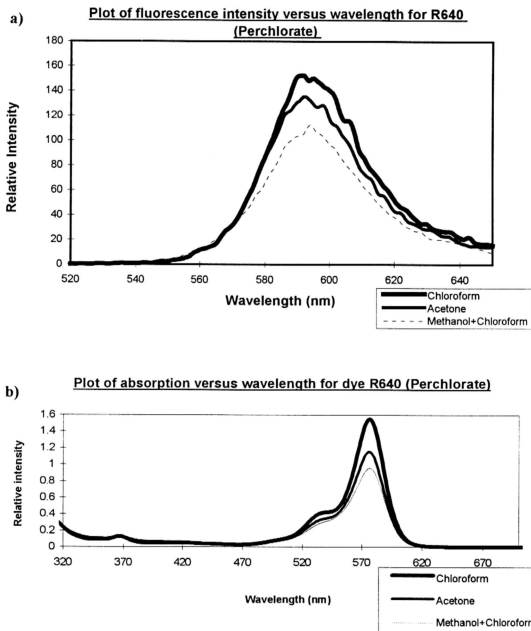 a)
Plot of fluorescence intensity versus wavelength for R640
(Perchlorate)
180
160
140
120
100
80
60
40
20
0
Relative Intensity
520 540 560 580 600 620 640
Wavelength (nm)
Chloroform
Acetone
Methanol+Chloroform
b)
Plot of absorption versus wavelength for dye R640 (Perchlorate)
1.6
1.4
1.2
1
0.8
0.6
0.4
0.2
0
Relative intensity
320 370 420 470 520 570 620 670
Wavelength (nm)
Chloroform
Acetone
Methanol+Chloroform